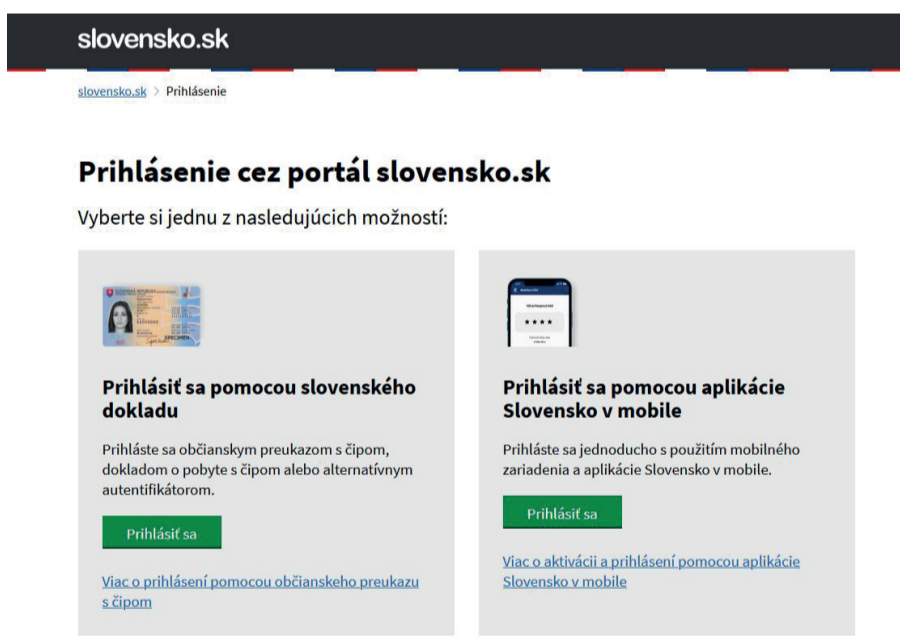 slovensko.sk
slovensko.sk > Prihlásenie
Prihlásenie cez portál slovensko.sk
Vyberte si jednu z nasledujúcich možností:
SPECIMEN
Prihlásiť sa pomocou slovenského
dokladu
Prihláste sa občianskym preukazom s čipom,
dokladom o pobyte s čipom alebo alternatívnym
autentifikátorom.
Prihlásiť sa
Viac o prihlásení pomocou občianskeho preukazu
s čipom
* * * *
Prihlásiť sa pomocou aplikácie
Slovensko v mobile
Prihláste sa jednoducho s použitím mobilného
zariadenia a aplikácie Slovensko v mobile.
Prihlásiť sa
Viac o aktivácii a prihlásení pomocou aplikácie
Slovensko v mobile